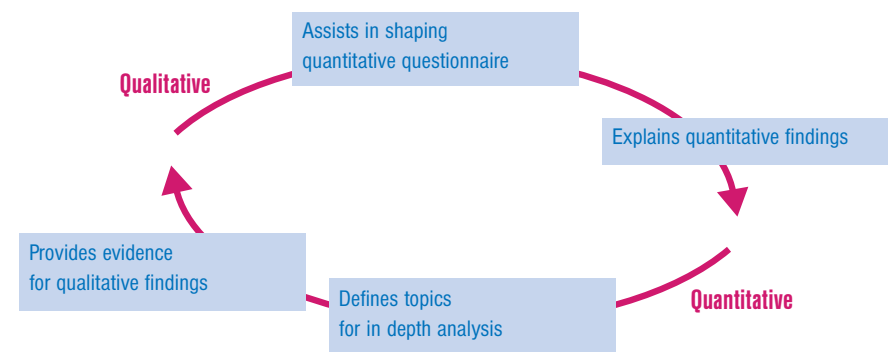 Assists in shaping
quantitative questionnaire
Qualitative
Explains quantitative findings
Provides evidence
for qualitative findings
Defines topics
for in depth analysis
Quantitative